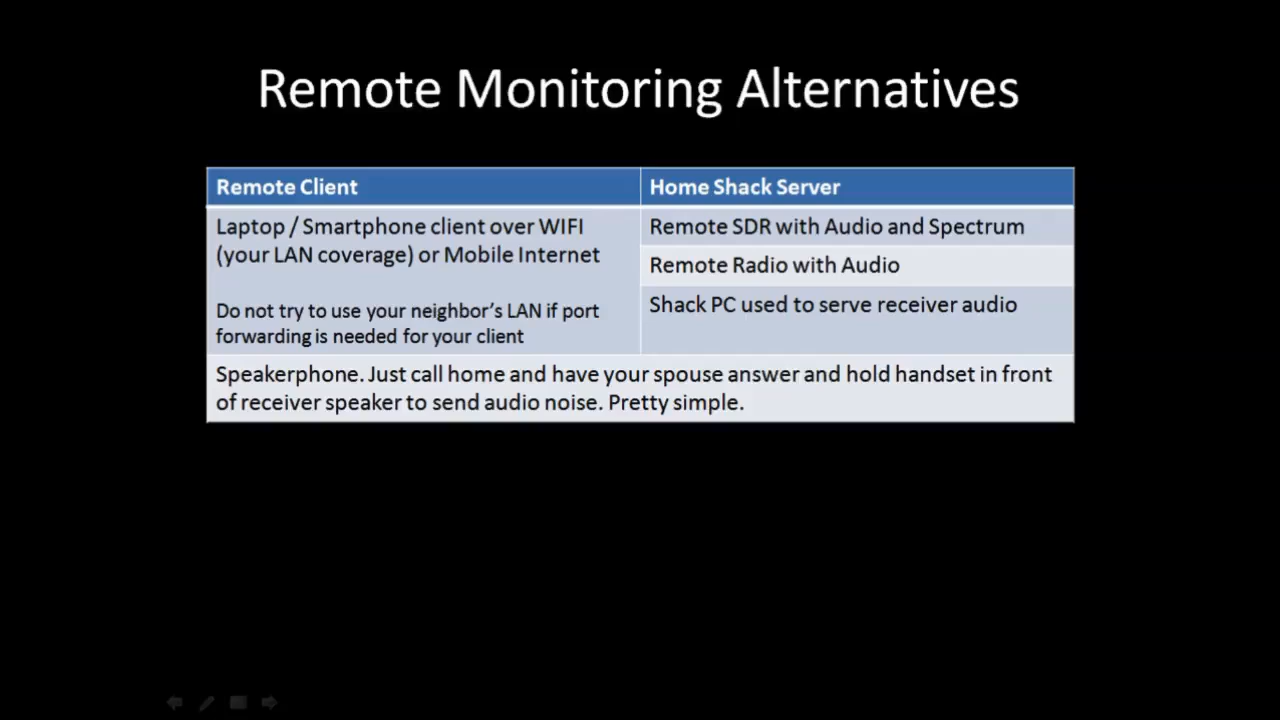 Remote Monitoring Alternatives
Remote Client
Home Shack Server
Laptop / Smartphone client over WIFI
(your LAN coverage) or Mobile Internet
Do not try to use your neighbor's LAN if port
forwarding is needed for your client
Remote SDR with Audio and Spectrum
Remote Radio with Audio
Shack PC used to serve receiver audio
Speakerphone. Just call home and have your spouse answer and hold handset in front
of receiver speaker to send audio noise. Pretty simple.